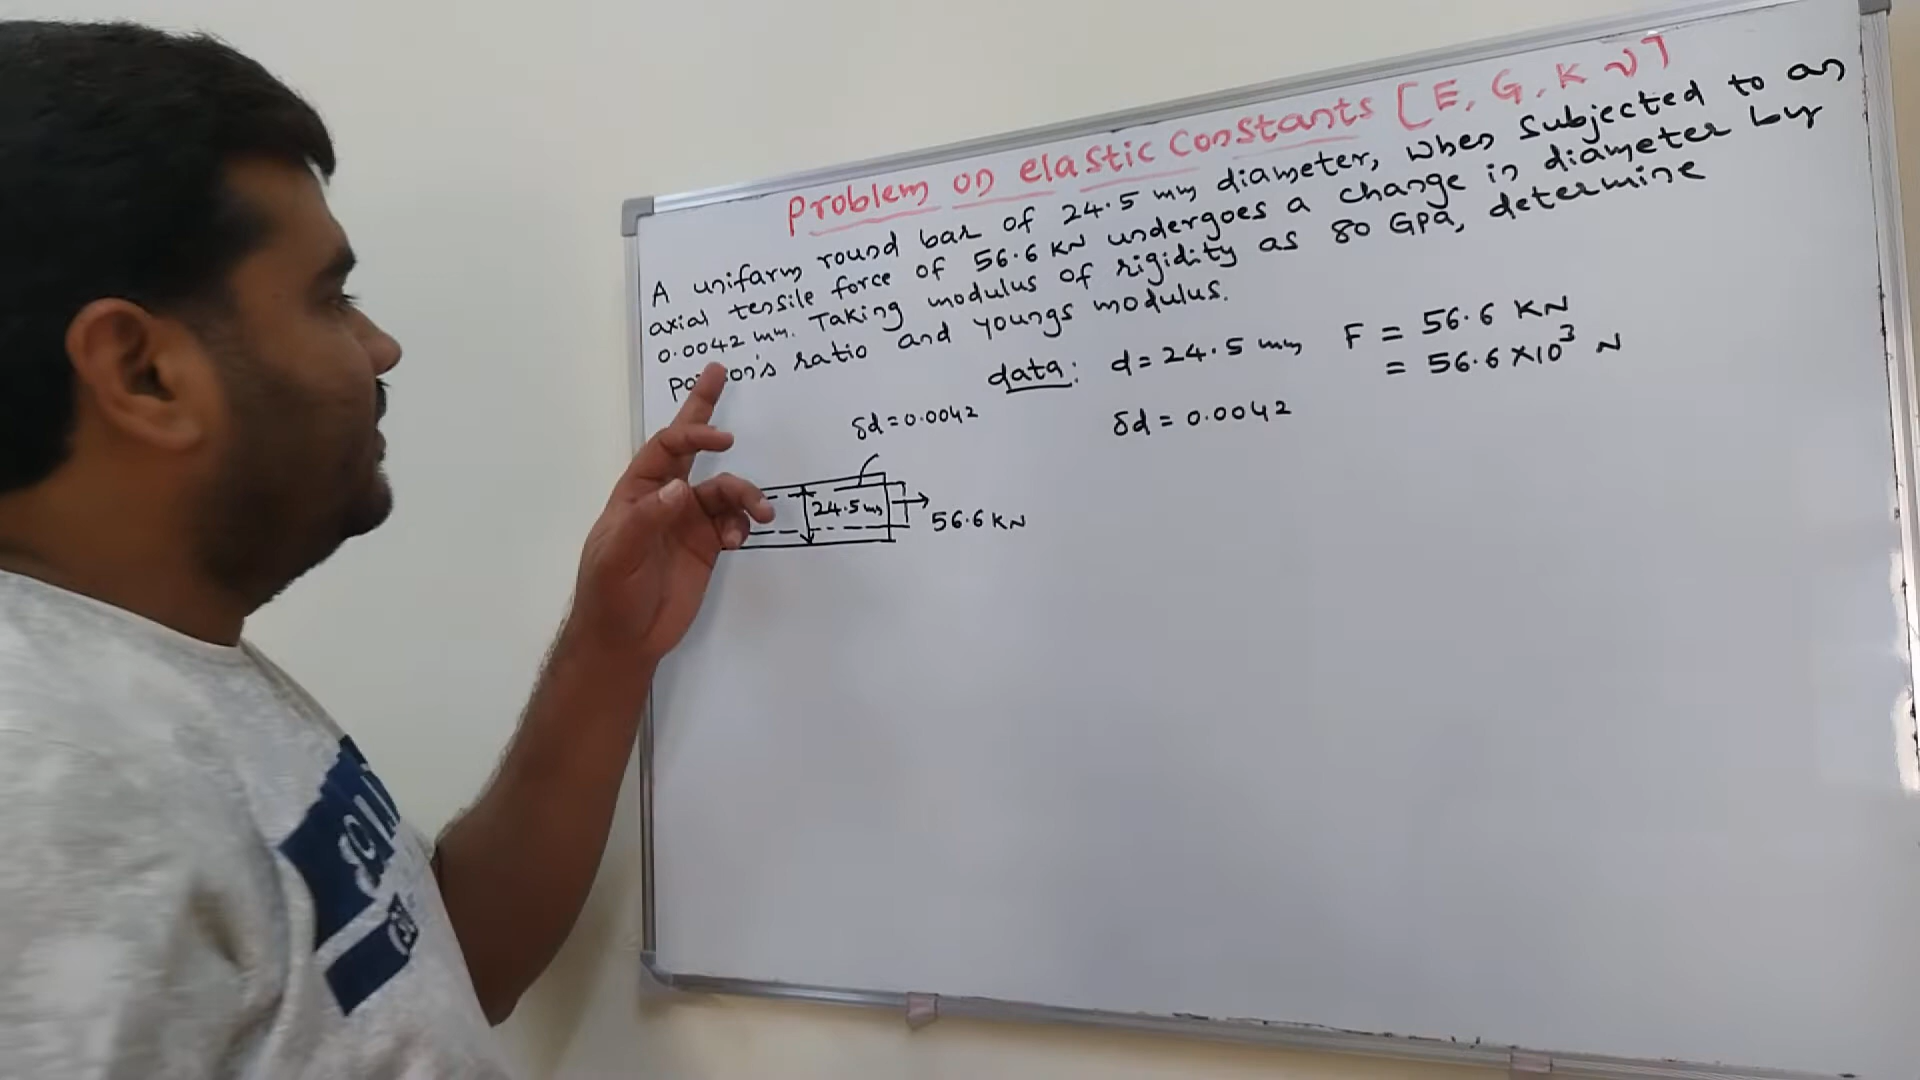 Problem on elastic constants [E, G, K ν]
A uniform round bar of 24.5 mm diameter, when subjected to an
axial tensile force of 56.6 KN undergoes a change in diameter by
0.0042 mm. Taking modulus of rigidity as 80 GPa, determine
ratio and youngs modulus.
data: d = 24.5 mm F = 56.6 KN
= 56.6 × 10³ N
δd = 0.0042 δd = 0.0042
24.5 mm
56.6 KN